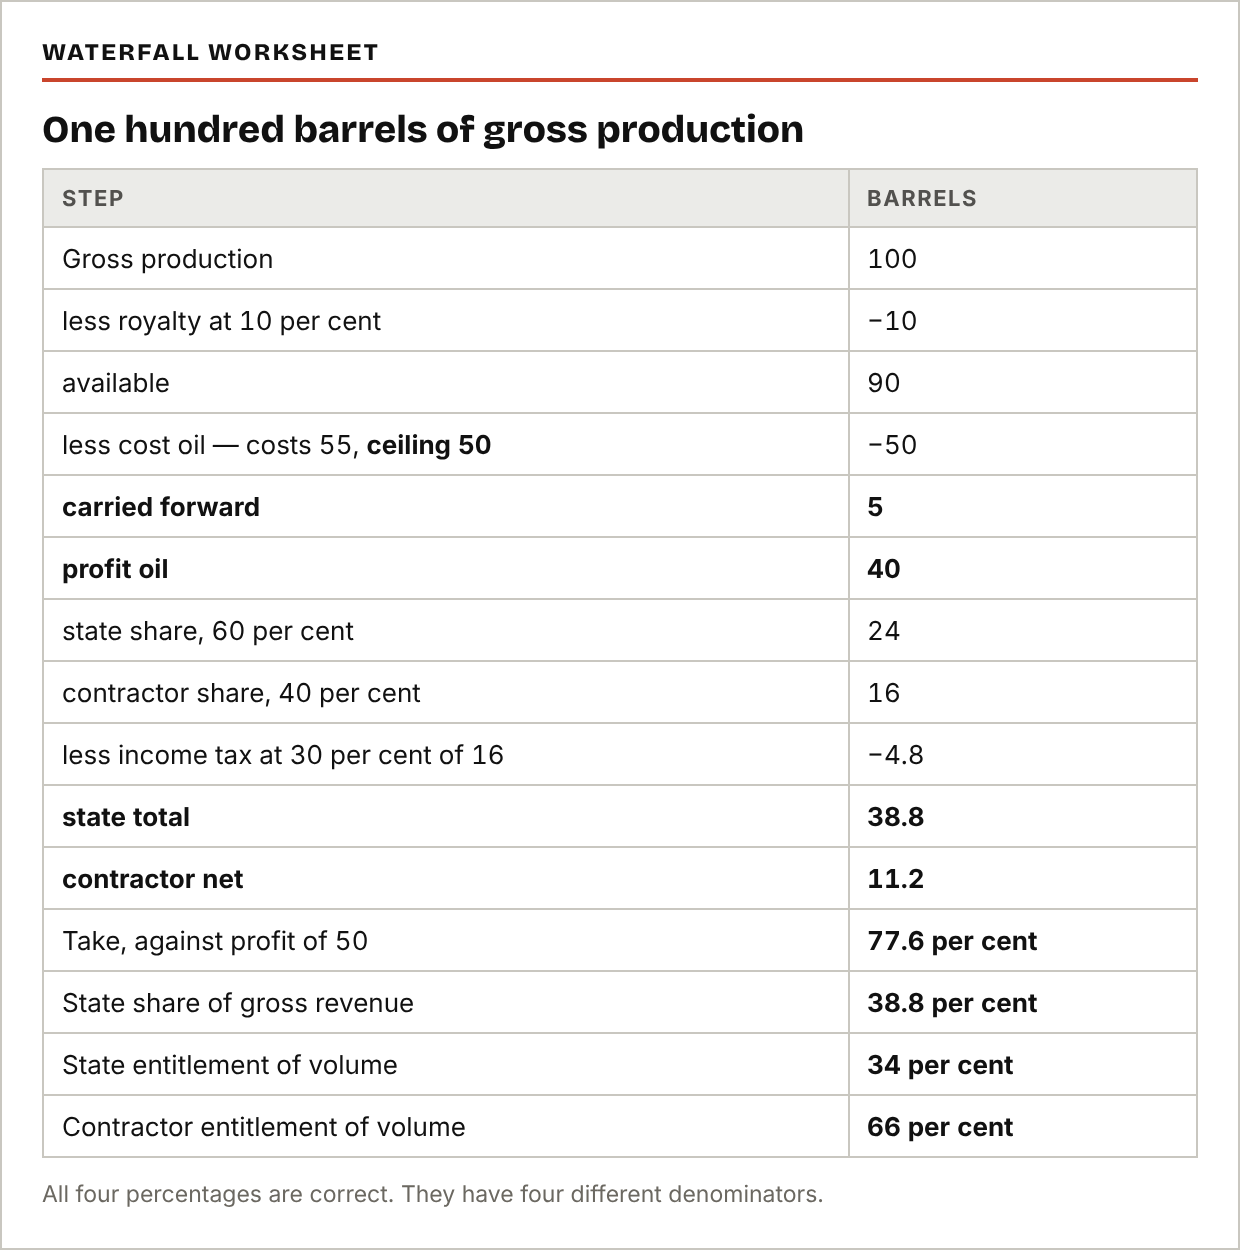 WATERFALL WORKSHEET
One hundred barrels of gross production
STEP BARRELS
Gross production 100
less royalty at 10 per cent −10
available 90
less cost oil — costs 55, ceiling 50 −50
carried forward 5
profit oil 40
state share, 60 per cent 24
contractor share, 40 per cent 16
less income tax at 30 per cent of 16 −4.8
state total 38.8
contractor net 11.2
Take, against profit of 50 77.6 per cent
State share of gross revenue 38.8 per cent
State entitlement of volume 34 per cent
Contractor entitlement of volume 66 per cent
All four percentages are correct. They have four different denominators.